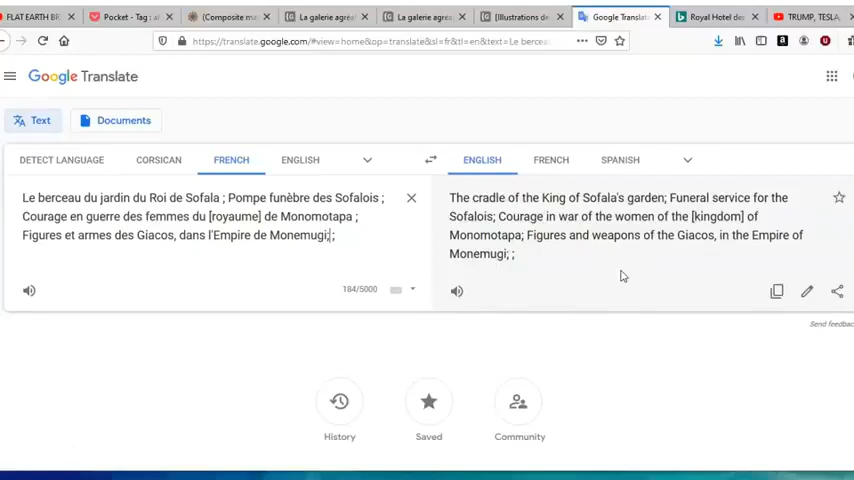 FLAT EARTH BR
Pocket - Tag : al
(Composite ma
La galerie agréa
La galerie agréa
[Illustrations de
Google Translate
Royal Hotel des
TRUMP, TESLA,
https://translate.google.com/#view=home&op=translate&sl=fr&tl=en&text=Le berceau
Google Translate
Text
Documents
DETECT LANGUAGE CORSICAN FRENCH ENGLISH
ENGLISH FRENCH SPANISH
Le berceau du jardin du Roi de Sofala ; Pompe funèbre des Sofalois ;
Courage en guerre des femmes du [royaume] de Monomotapa ;
Figures et armes des Giacos, dans l'Empire de Monemugi; ;
184/5000
The cradle of the King of Sofala's garden; Funeral service for the
Sofalois; Courage in war of the women of the [kingdom] of
Monomotapa; Figures and weapons of the Giacos, in the Empire of
Monemugi; ;
Send feedback
History
Saved
Community